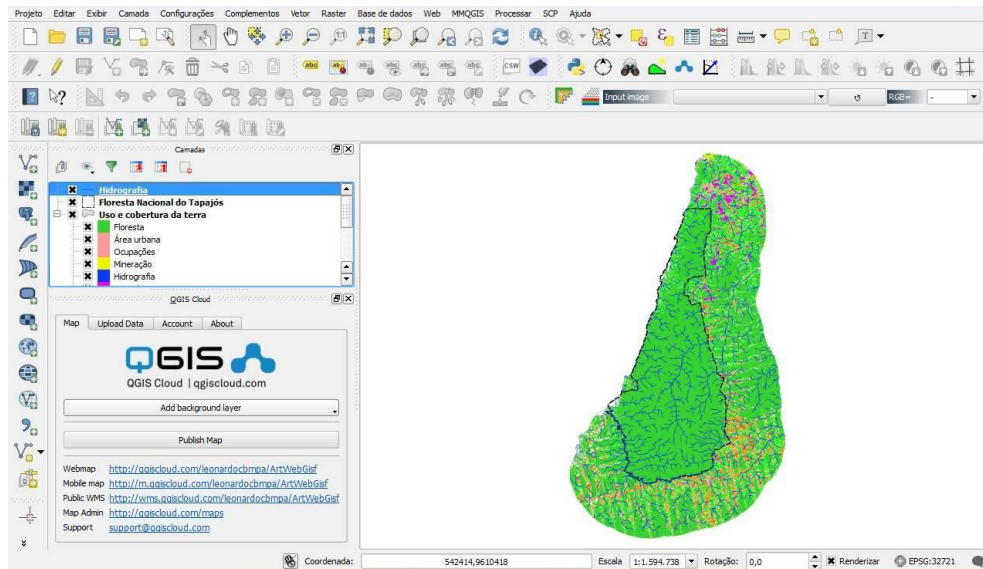 Projeto Editar Exibir Camada Configurações Complementos Vetor Raster Base de dados Web MMQGIS Processar SCP Ajuda
CSW
Input image RGB= -
Camadas
Hidrografia
Floresta Nacional do Tapajós
Uso e cobertura da terra
Floresta
Área urbana
Ocupações
Mineração
Hidrografia
QGIS Cloud
Map Upload Data Account About
QGIS
QGIS Cloud | qgiscloud.com
Add background layer
Publish Map
Webmap http://qgiscloud.com/leonardocbmpa/ArtWebGisf
Mobile map http://m.qgiscloud.com/leonardocbmpa/ArtWebGisf
Public WMS http://wms.qgiscloud.com/leonardocbmpa/ArtWebGisf
Map Admin http://qgiscloud.com/maps
Support support@qgiscloud.com
Coordenada: 542414,9610418 Escala 1:1.594.738 Rotação: 0,0 Renderizar EPSG:32721